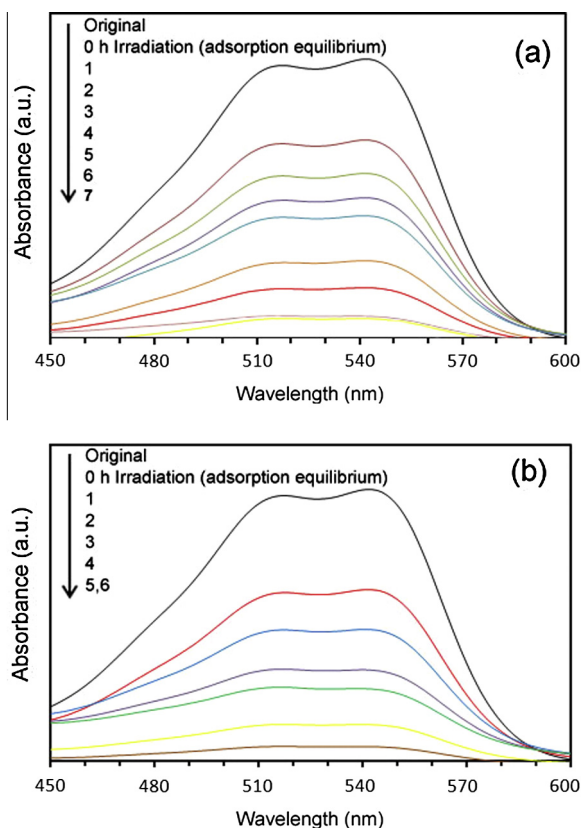 Original
0 h Irradiation (adsorption equilibrium)
1
2
3
4
5
6
7
(a)
Absorbance (a.u.)
450 480 510 540 570 600
Wavelength (nm)
Original
0 h Irradiation (adsorption equilibrium)
1
2
3
4
5,6
(b)
Absorbance (a.u.)
450 480 510 540 570 600
Wavelength (nm)